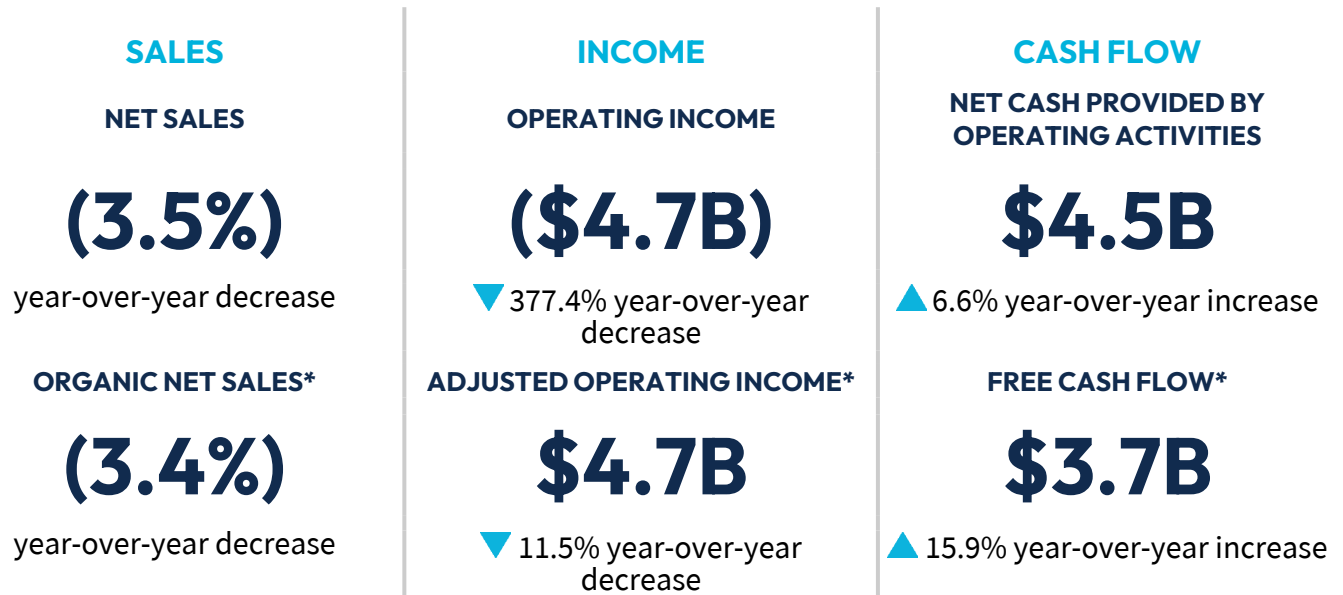 SALES
NET SALES
(3.5%)
year-over-year decrease
ORGANIC NET SALES*
(3.4%)
year-over-year decrease
INCOME
OPERATING INCOME
($4.7B)
377.4% year-over-year
decrease
ADJUSTED OPERATING INCOME*
$4.7B
11.5% year-over-year
decrease
CASH FLOW
NET CASH PROVIDED BY
OPERATING ACTIVITIES
$4.5B
6.6% year-over-year increase
FREE CASH FLOW*
$3.7B
15.9% year-over-year increase